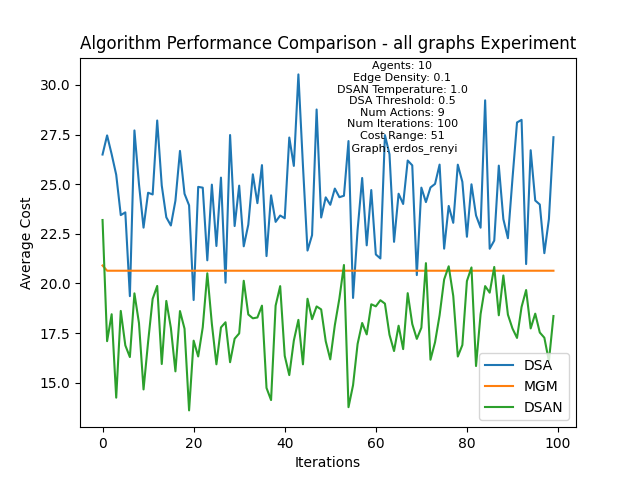 Algorithm Performance Comparison - all graphs Experiment
Agents: 10
Edge Density: 0.1
DSAN Temperature: 1.0
DSA Threshold: 0.5
Num Actions: 9
Num Iterations: 100
Cost Range: 51
Graph: erdos_renyi
30.0
27.5
25.0
22.5
20.0
17.5
15.0
Average Cost
0 20 40 60 80 100
Iterations
DSA
MGM
DSAN